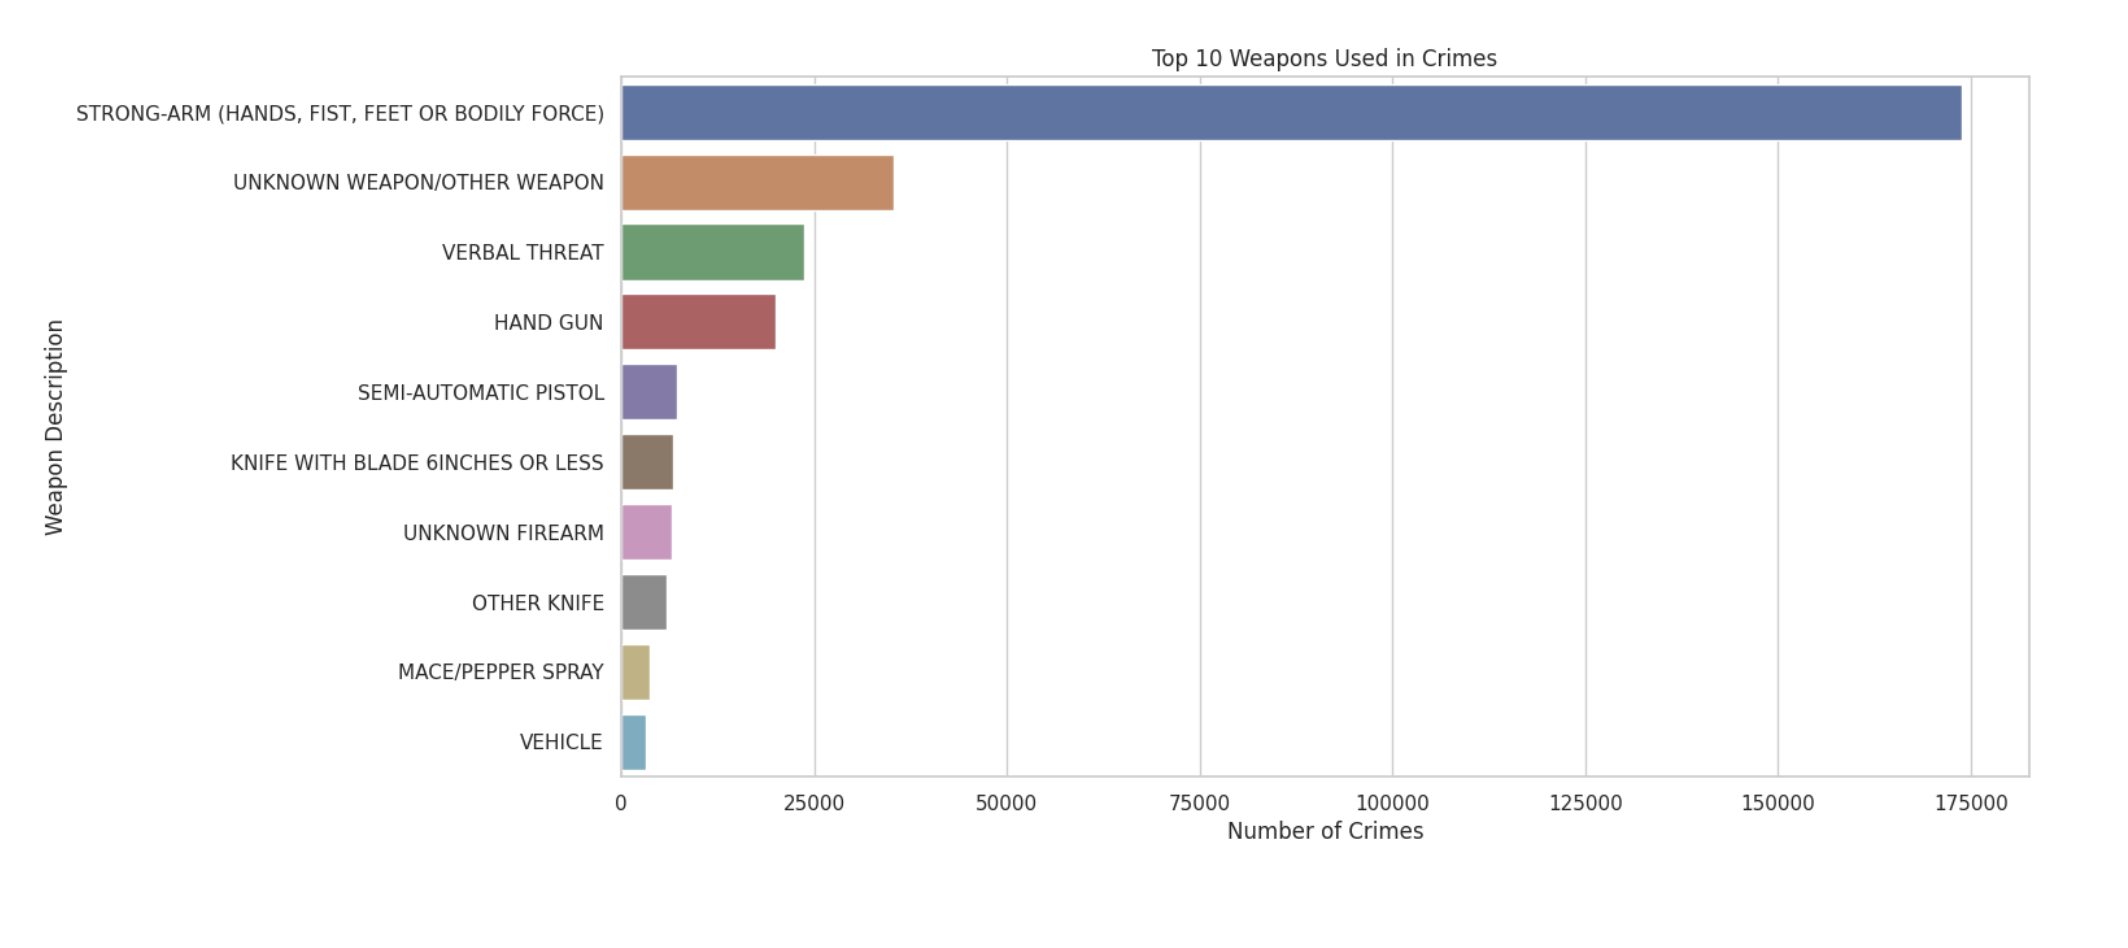 Top 10 Weapons Used in Crimes
Weapon Description
STRONG-ARM (HANDS, FIST, FEET OR BODILY FORCE)
UNKNOWN WEAPON/OTHER WEAPON
VERBAL THREAT
HAND GUN
SEMI-AUTOMATIC PISTOL
KNIFE WITH BLADE 6INCHES OR LESS
UNKNOWN FIREARM
OTHER KNIFE
MACE/PEPPER SPRAY
VEHICLE
0 25000 50000 75000 100000 125000 150000 175000
Number of Crimes